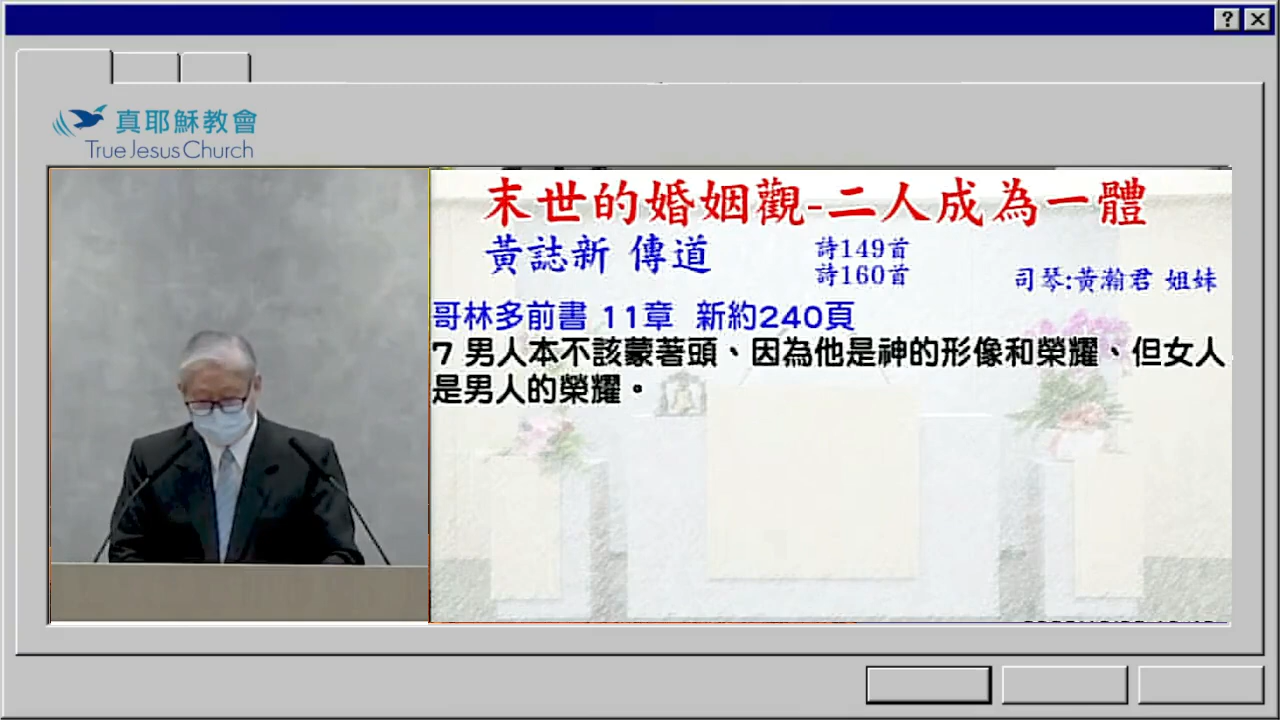 真耶穌教會
True Jesus Church
末世的婚姻觀-二人成為一體
黃誌新 傳道
詩149首
詩160首
司琴:黃瀚君 姐妹
哥林多前書 11章 新約240頁
7 男人本不該蒙著頭、因為他是神的形像和榮耀、但女人
是男人的榮耀。